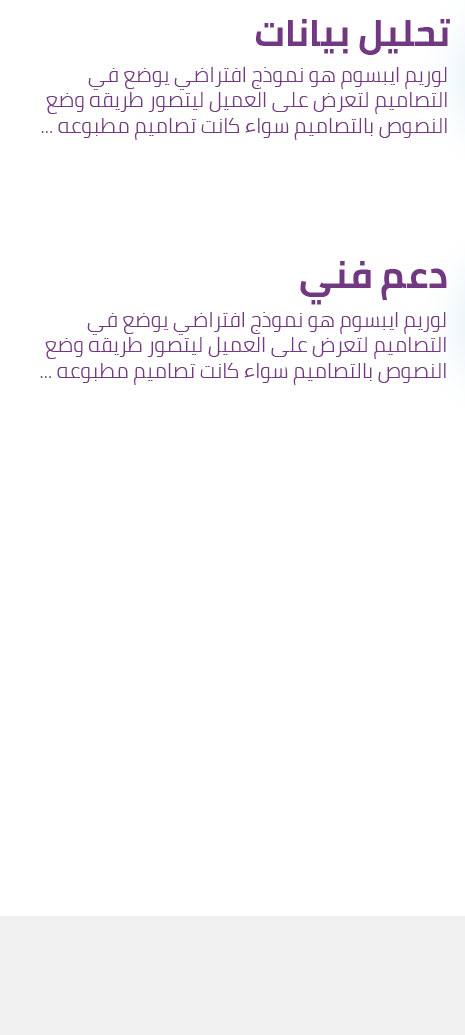 تحليل بيانات
لوريم ايبسوم هو نموذج افتراضي يوضع في
التصاميم لتعرض على العميل ليتصور طريقه وضع
النصوص بالتصاميم سواء كانت تصاميم مطبوعه ...
دعم فني
لوريم ايبسوم هو نموذج افتراضي يوضع في
التصاميم لتعرض على العميل ليتصور طريقه وضع
النصوص بالتصاميم سواء كانت تصاميم مطبوعه ...